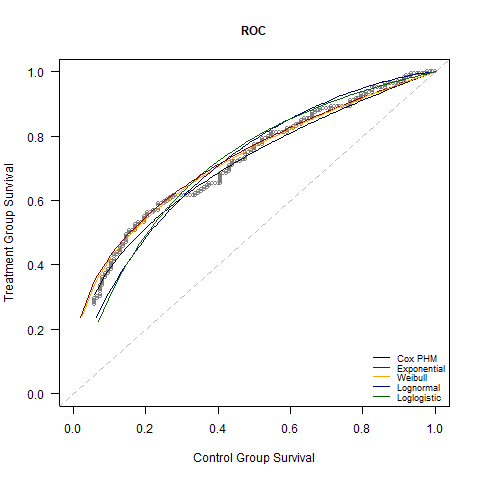 ROC
Treatment Group Survival
1.0
0.8
0.6
0.4
0.2
0.0
Cox PHM
Exponential
Weibull
Lognormal
Loglogistic
0.0 0.2 0.4 0.6 0.8 1.0
Control Group Survival